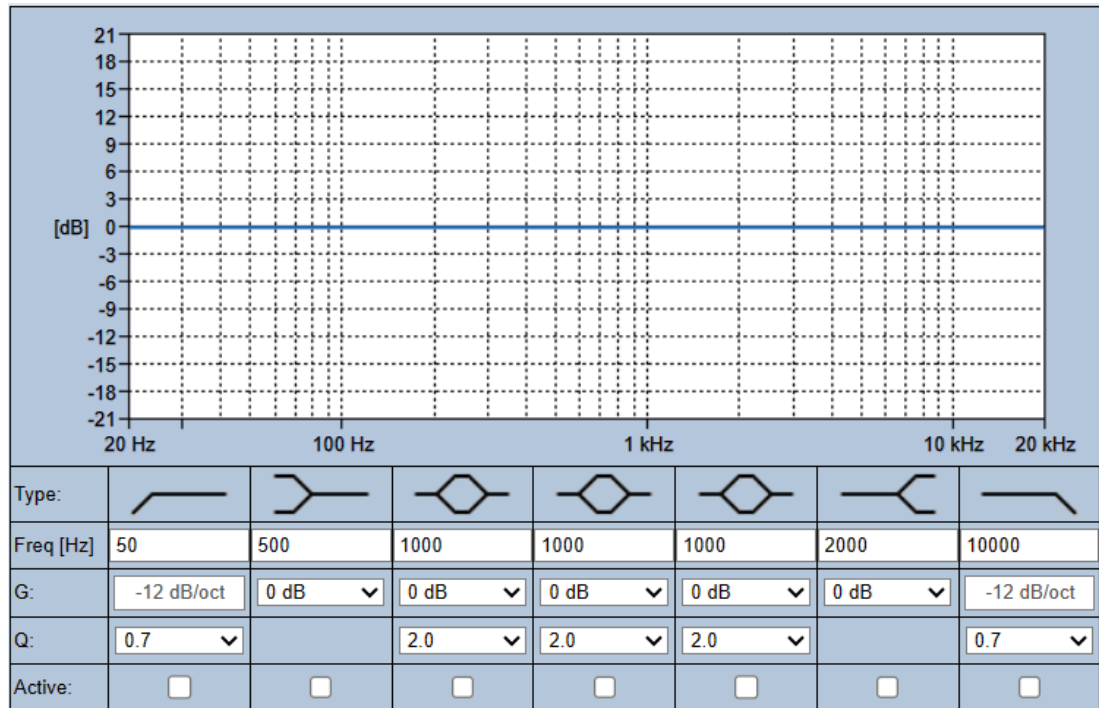 21
18
15
12
9
6
3
[dB] 0
-3
-6
-9
-12
-15
-18
-21
20 Hz 100 Hz 1 kHz 10 kHz 20 kHz
Type:
Freq [Hz] 50 500 1000 1000 1000 2000 10000
G: -12 dB/oct 0 dB 0 dB 0 dB 0 dB 0 dB -12 dB/oct
Q: 0.7 2.0 2.0 2.0 0.7
Active: